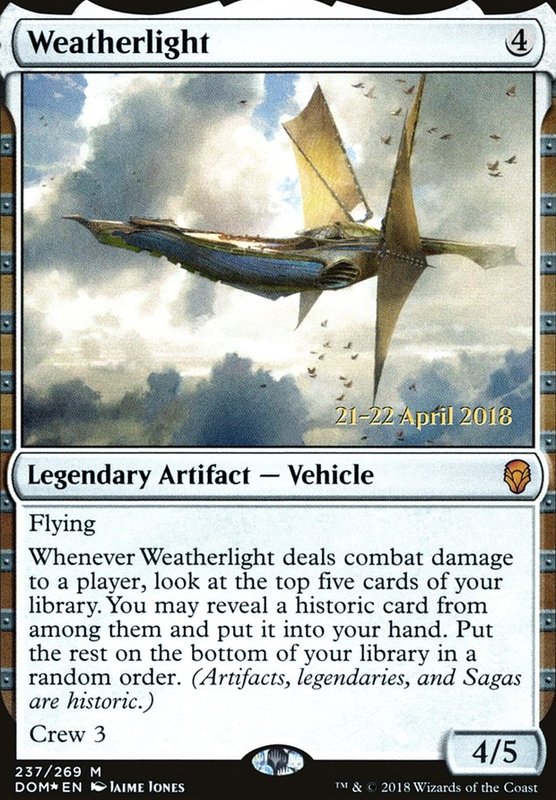 Weatherlight 4
21-22 April 2018
Legendary Artifact — Vehicle
Flying
Whenever Weatherlight deals combat damage
to a player, look at the top five cards of your
library. You may reveal a historic card from
among them and put it into your hand. Put
the rest on the bottom of your library in a
random order. (Artifacts, legendaries, and Sagas
are historic.)
Crew 3
4/5
237/269 M
DOM★EN Jaime Jones
™ & © 2018 Wizards of the Coast